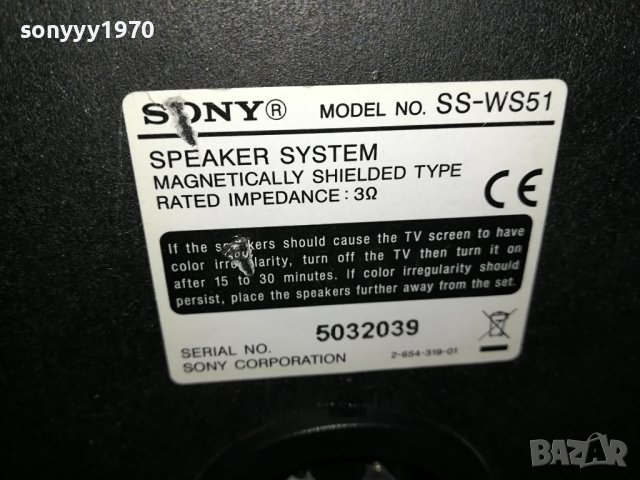 sonyyy1970
SONY® MODEL NO. SS-WS51
SPEAKER SYSTEM
MAGNETICALLY SHIELDED TYPE
RATED IMPEDANCE : 3Ω
CE
If the speakers should cause the TV screen to have
color irregularity, turn off the TV then turn it on
after 15 to 30 minutes. If color irregularity should
persist, place the speakers further away from the set.
SERIAL NO. 5032039
SONY CORPORATION 2-654-319-01
BAZAR